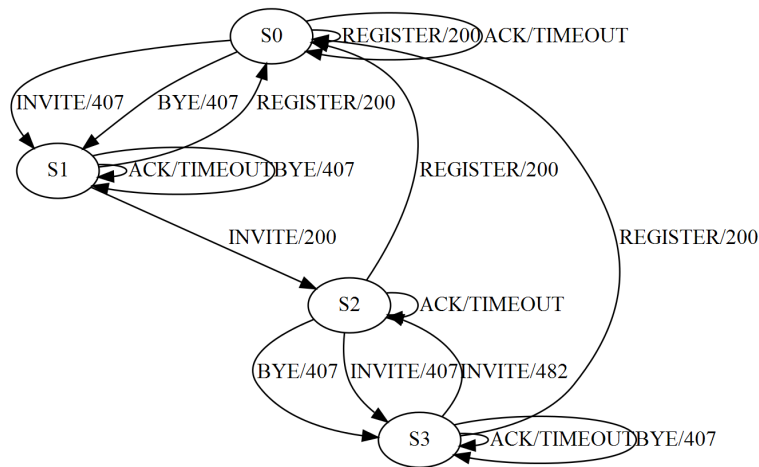 S0
REGISTER/200
ACK/TIMEOUT
INVITE/407
BYE/407
REGISTER/200
S1
ACK/TIMEOUT
BYE/407
REGISTER/200
INVITE/200
REGISTER/200
S2
ACK/TIMEOUT
BYE/407
INVITE/407
INVITE/482
S3
ACK/TIMEOUT
BYE/407